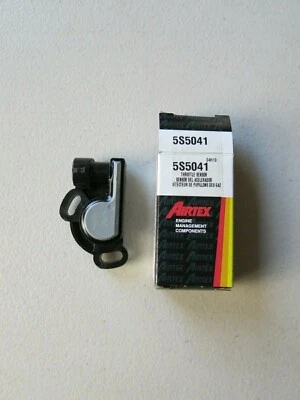 5S5041
5S5041
THROTTLE SENSOR
SENSOR DEL ACELERADOR
AIRTEX
ENGINE
MANAGEMENT
COMPONENTS